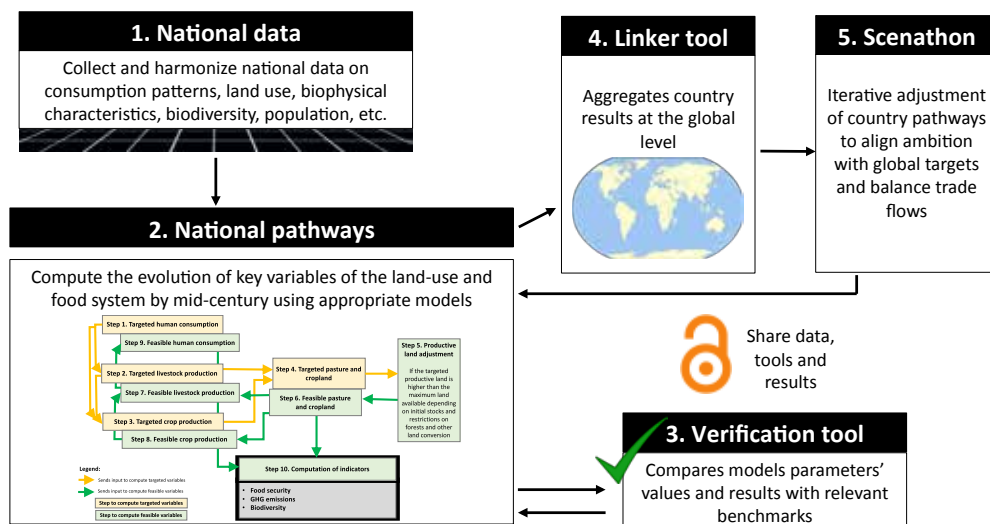 1. National data
Collect and harmonize national data on
consumption patterns, land use, biophysical
characteristics, biodiversity, population, etc.
2. National pathways
Compute the evolution of key variables of the land-use and
food system by mid-century using appropriate models
Step 1. Targeted human consumption
Step 9. Feasible human consumption
Step 2. Targeted livestock production
Step 7. Feasible livestock production
Step 3. Targeted crop production
Step 8. Feasible crop production
Step 4. Targeted pasture and
cropland
Step 6. Feasible pasture
and cropland
Step 5. Productive
land adjustment
If the targeted
productive land is
higher than the
maximum land
available depending
on initial stocks and
restrictions on
forests and other
land conversion
Step 10. Computation of indicators
• Food security
• GHG emissions
• Biodiversity
Legend:
Sends input to compute targeted variables
Sends input to compute feasible variables
Step to compute targeted variables
Step to compute feasible variables
4. Linker tool
Aggregates country
results at the global
level
5. Scenathon
Iterative adjustment
of country pathways
to align ambition
with global targets
and balance trade
flows
Share data,
tools and
results
3. Verification tool
Compares models parameters’
values and results with relevant
benchmarks